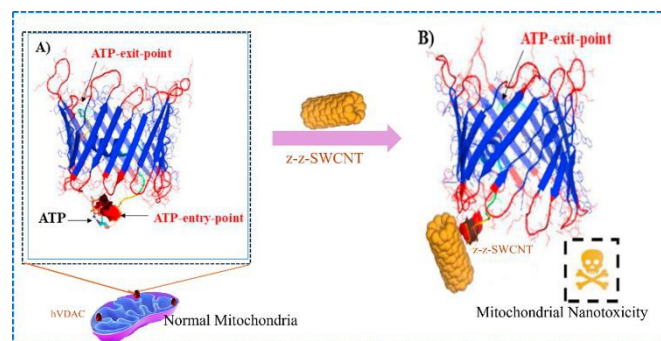 A)
ATP-exit-point
ATP
ATP-entry-point
hVDAC
Normal Mitochondria
z-z-SWCNT
B)
ATP-exit-point
z-z-SWCNT
Mitochondrial Nanotoxicity